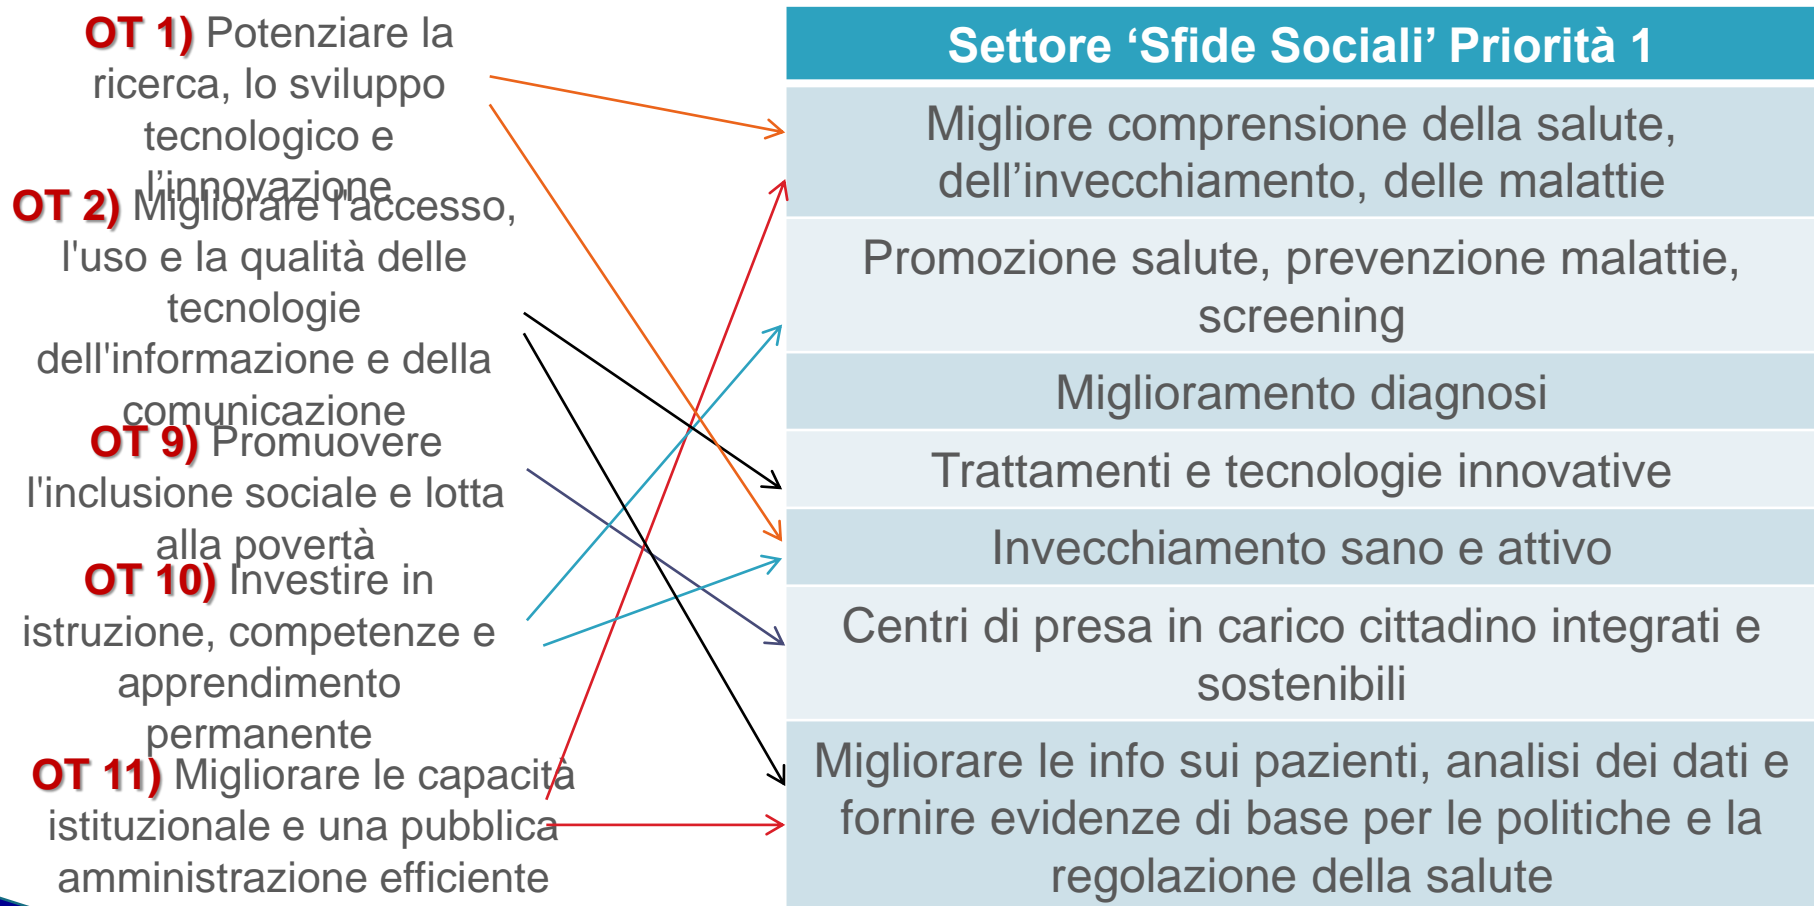 OT 1) Potenziare la
ricerca, lo sviluppo
tecnologico e
l’innovazione
OT 2) Migliorare l'accesso,
l'uso e la qualità delle
tecnologie
dell'informazione e della
comunicazione
OT 9) Promuovere
l'inclusione sociale e lotta
alla povertà
OT 10) Investire in
istruzione, competenze e
apprendimento
permanente
OT 11) Migliorare le capacità
istituzionale e una pubblica
amministrazione efficiente
Settore ‘Sfide Sociali’ Priorità 1
Migliore comprensione della salute,
dell’invecchiamento, delle malattie
Promozione salute, prevenzione malattie,
screening
Miglioramento diagnosi
Trattamenti e tecnologie innovative
Invecchiamento sano e attivo
Centri di presa in carico cittadino integrati e
sostenibili
Migliorare le info sui pazienti, analisi dei dati e
fornire evidenze di base per le politiche e la
regolazione della salute